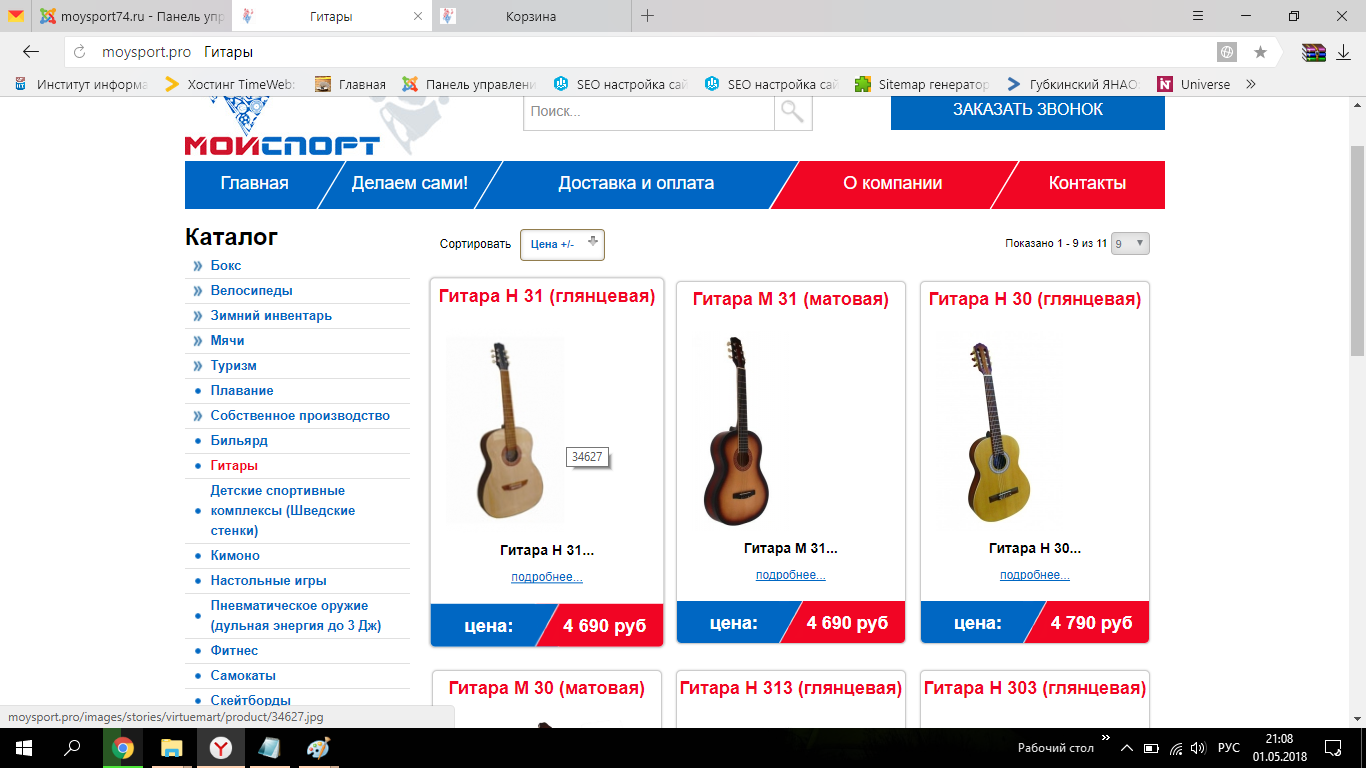 moysport74.ru - Панель упр
Гитары
Корзина
moysport.pro Гитары
Институт информа
Хостинг TimeWeb:
Главная
Панель управлени
SEO настройка сай
SEO настройка сай
Sitemap генератор
Губкинский ЯНАО:
Universe
МОЙСПОРТ
Поиск...
ЗАКАЗАТЬ ЗВОНОК
Главная
Делаем сами!
Доставка и оплата
О компании
Контакты
Каталог
Бокс
Велосипеды
Зимний инвентарь
Мячи
Туризм
Плавание
Собственное производство
Бильярд
Гитары
Детские спортивные
комплексы (Шведские
стенки)
Кимоно
Настольные игры
Пневматическое оружие
(дульная энергия до 3 Дж)
Фитнес
Самокаты
Скейтборды
Сортировать
Цена +/-
Показано 1 - 9 из 11
9
Гитара Н 31 (глянцевая)
34627
Гитара Н 31...
подробнее...
цена: 4 690 руб
Гитара М 31 (матовая)
Гитара М 31...
подробнее...
цена: 4 690 руб
Гитара Н 30 (глянцевая)
Гитара Н 30...
подробнее...
цена: 4 790 руб
Гитара М 30 (матовая)
Гитара Н 313 (глянцевая)
Гитара Н 303 (глянцевая)
moysport.pro/images/stories/virtuemart/product/34627.jpg
Рабочий стол
РУС
21:08
01.05.2018